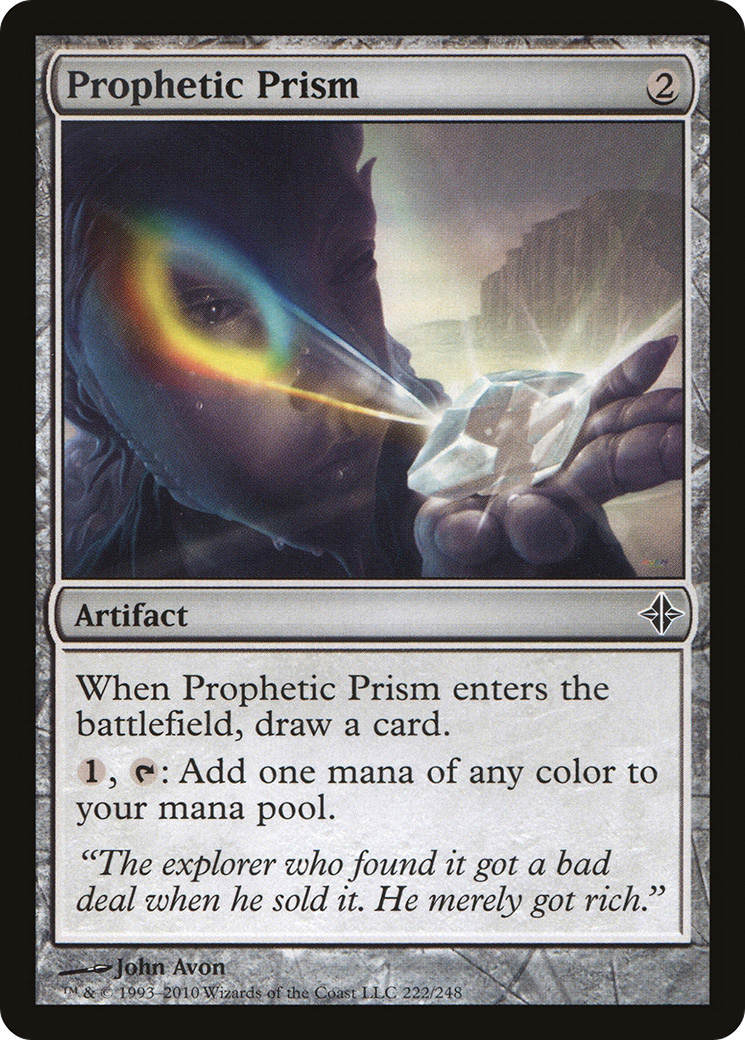 Prophetic Prism
2
Artifact
When Prophetic Prism enters the
battlefield, draw a card.
1, : Add one mana of any color to
your mana pool.
“The explorer who found it got a bad
deal when he sold it. He merely got rich.”
John Avon
™ & © 1993–2010 Wizards of the Coast LLC 222/248